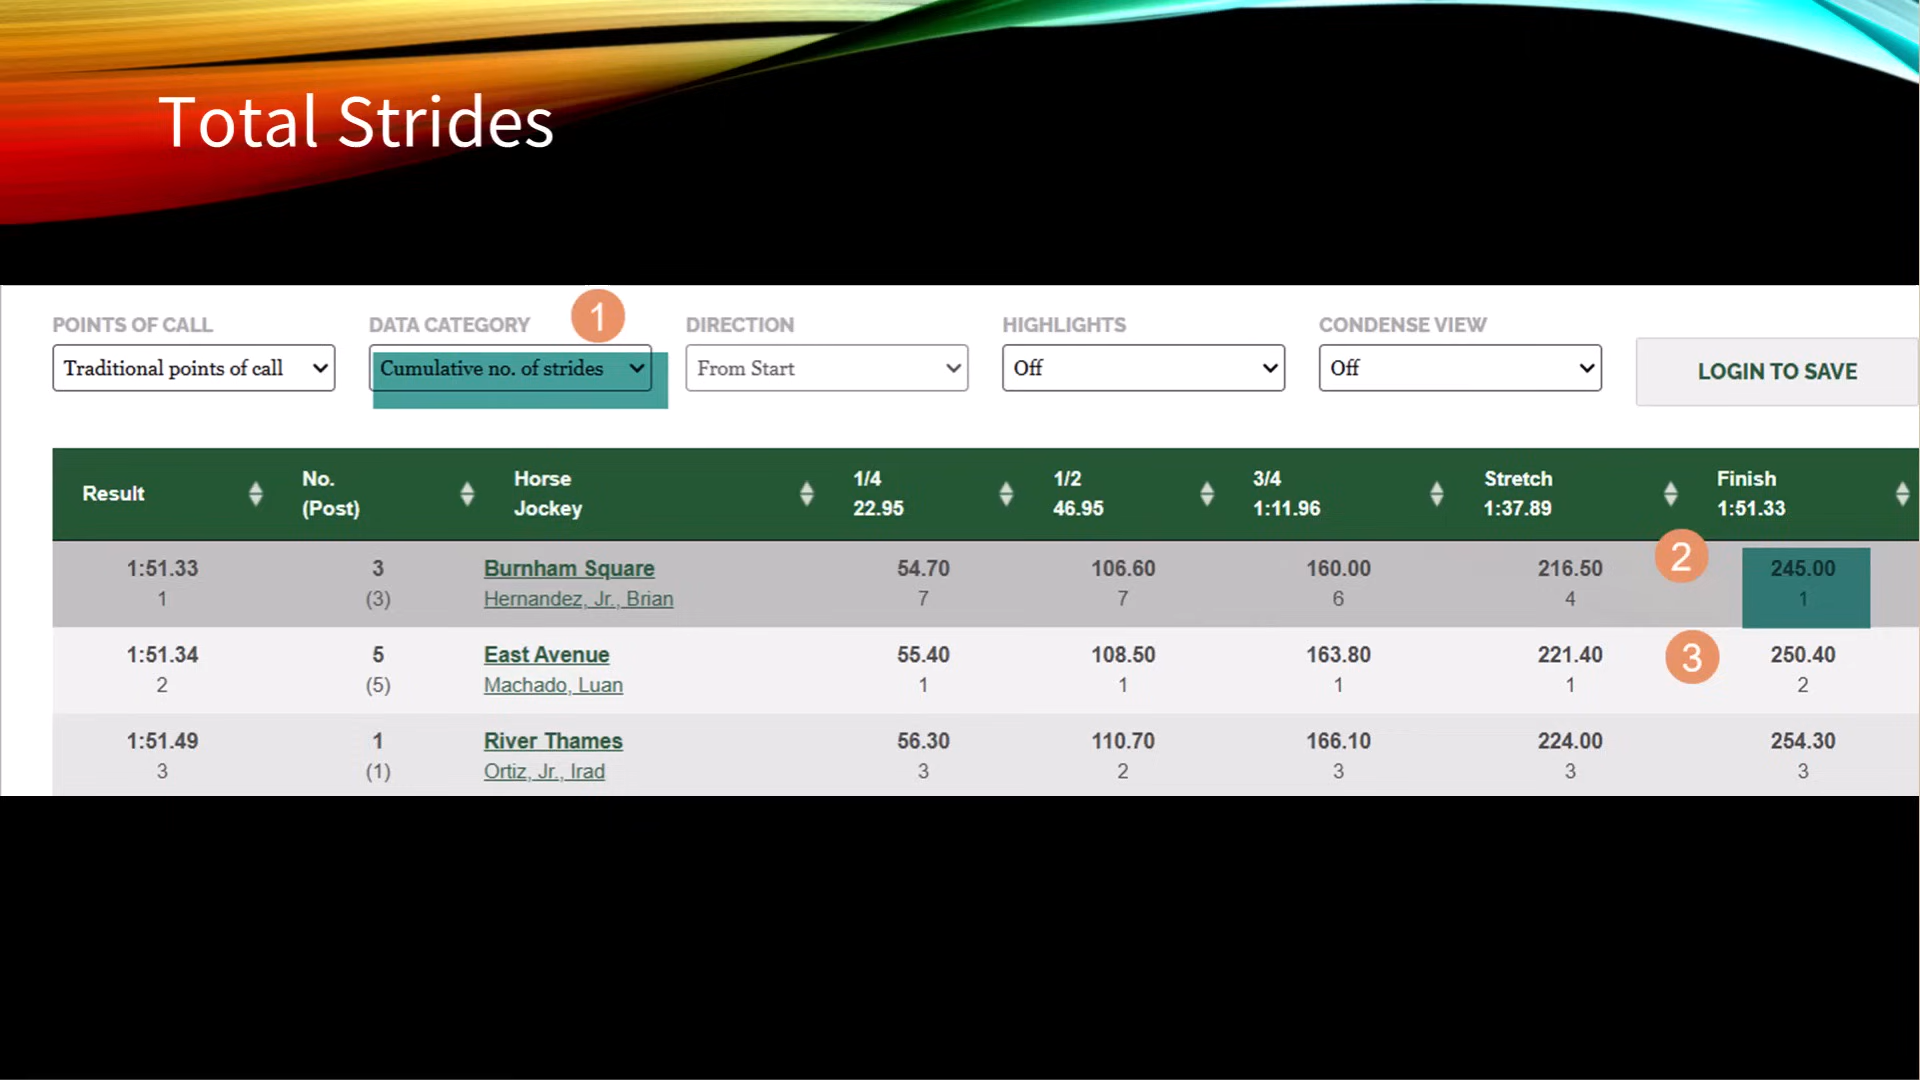 Total Strides
POINTS OF CALL DATA CATEGORY 1 DIRECTION HIGHLIGHTS CONDENSE VIEW
Traditional points of call Cumulative no. of strides From Start Off Off LOGIN TO SAVE
Result No. (Post) Horse Jockey 1/4 22.95 1/2 46.95 3/4 1:11.96 Stretch 1:37.89 Finish 1:51.33
1:51.33 3 Burnham Square 54.70 106.60 160.00 216.50 2 245.00
1 (3) Hernandez, Jr., Brian 7 7 6 4 1
1:51.34 5 East Avenue 55.40 108.50 163.80 221.40 3 250.40
2 (5) Machado, Luan 1 1 1 1 2
1:51.49 1 River Thames 56.30 110.70 166.10 224.00 254.30
3 (1) Ortiz, Jr., Irad 3 2 3 3 3